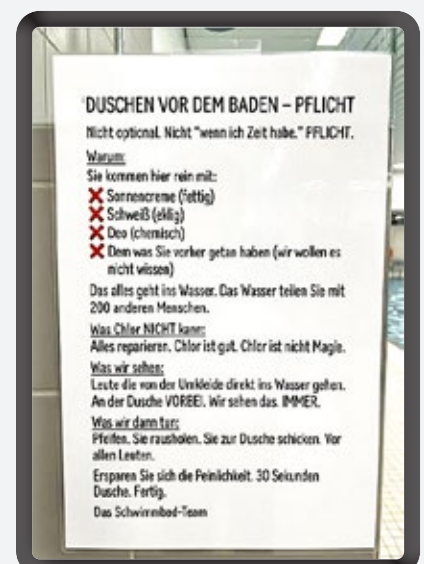 DUSCHEN VOR DEM BADEN – PFLICHT
Nicht optional. Nicht "wenn ich Zeit habe." PFLICHT.
Warum:
Sie kommen hier rein mit:
❌ Sonnencreme (fettig)
❌ Schweiß (eklig)
❌ Deo (chemisch)
❌ Dem was Sie vorher getan haben (wir wollen es
nicht wissen)
Das alles geht ins Wasser. Das Wasser teilen Sie mit
200 anderen Menschen.
Was Chlor NICHT kann:
Alles reparieren. Chlor ist gut. Chlor ist nicht Magie.
Was wir sehen:
Leute die von der Umkleide direkt ins Wasser gehen.
An der Dusche VORBEI. Wir sehen das. IMMER.
Was wir dann tun:
Pfeifen. Sie rausholen. Sie zur Dusche schicken. Vor
allen Leuten.
Ersparen Sie sich die Peinlichkeit. 30 Sekunden
Dusche. Fertig.
Das Schwimmbad-Team